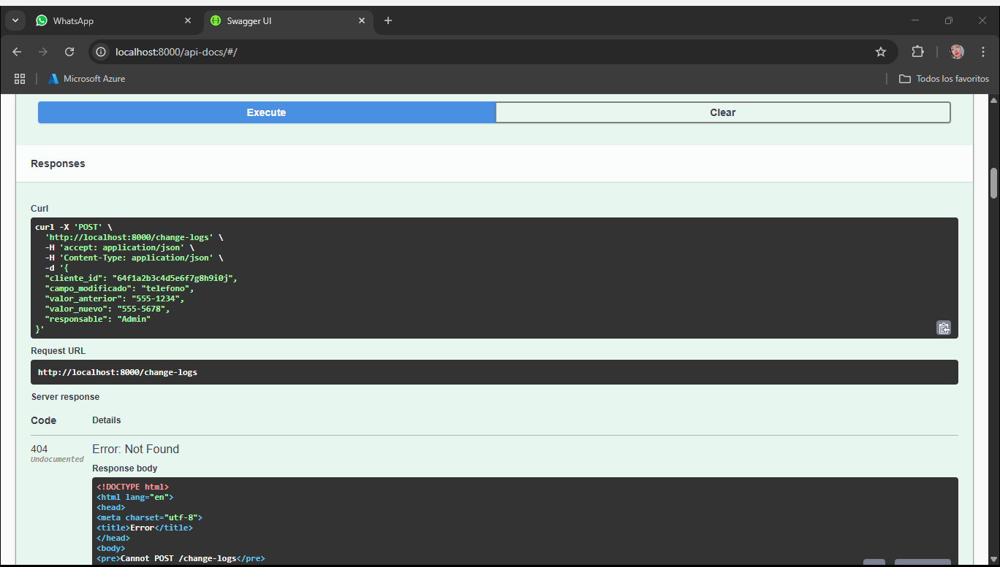 WhatsApp
Swagger UI
localhost:8000/api-docs/#/
Microsoft Azure
Todos los favoritos
Execute
Clear
Responses
Curl
curl -X 'POST' \
'http://localhost:8000/change-logs' \
-H 'accept: application/json' \
-H 'Content-Type: application/json' \
-d '{
"cliente_id": "64f1a2b3c4d5e6f7g8h9i0j",
"campo_modificado": "telefono",
"valor_anterior": "555-1234",
"valor_nuevo": "555-5678",
"responsable": "Admin"
}'
Request URL
http://localhost:8000/change-logs
Server response
Code
Details
404
Undocumented
Error: Not Found
Response body
<!DOCTYPE html>
<html lang="en">
<head>
<meta charset="utf-8">
<title>Error</title>
</head>
<body>
<pre>Cannot POST /change-logs</pre>